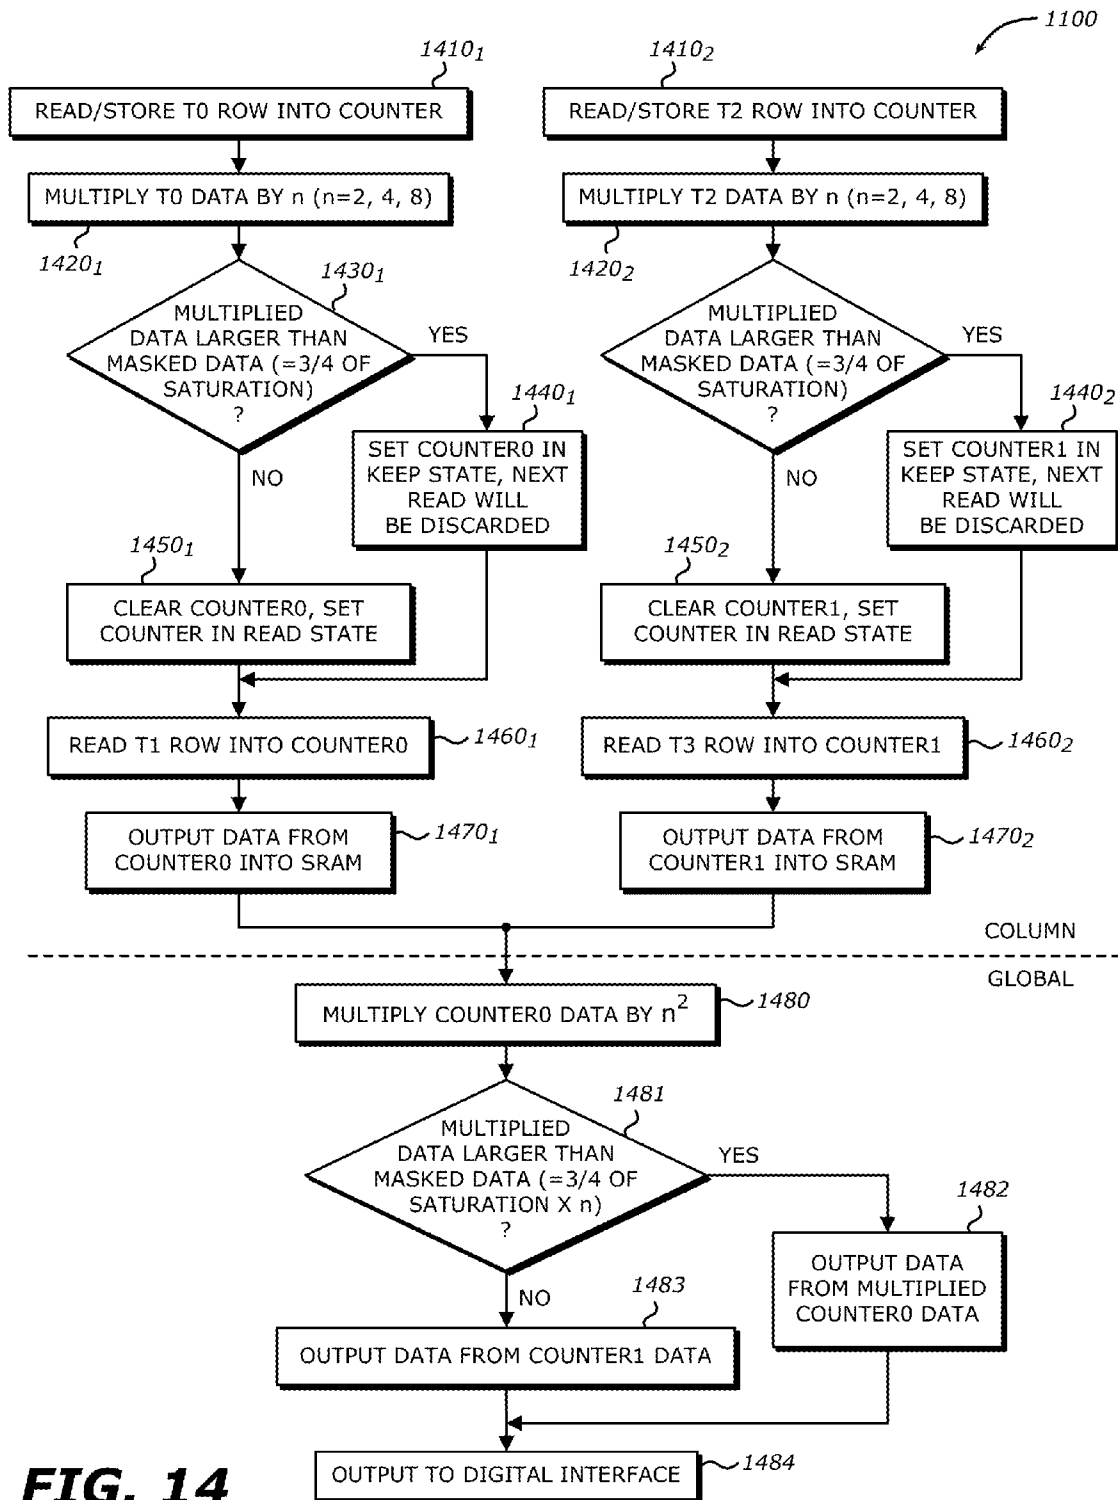 1100
1410₁
READ/STORE T0 ROW INTO COUNTER
MULTIPLY T0 DATA BY n (n=2, 4, 8)
1420₁
1430₁
MULTIPLIED
DATA LARGER THAN
MASKED DATA (=3/4 OF
SATURATION)
?
YES
1440₁
SET COUNTER0 IN
KEEP STATE, NEXT
READ WILL
BE DISCARDED
NO
1450₁
CLEAR COUNTER0, SET
COUNTER IN READ STATE
READ T1 ROW INTO COUNTER0
1460₁
OUTPUT DATA FROM
COUNTER0 INTO SRAM
1470₁
1410₂
READ/STORE T2 ROW INTO COUNTER
MULTIPLY T2 DATA BY n (n=2, 4, 8)
1420₂
MULTIPLIED
DATA LARGER THAN
MASKED DATA (=3/4 OF
SATURATION)
?
YES
1440₂
SET COUNTER1 IN
KEEP STATE, NEXT
READ WILL
BE DISCARDED
NO
1450₂
CLEAR COUNTER1, SET
COUNTER IN READ STATE
READ T3 ROW INTO COUNTER1
1460₂
OUTPUT DATA FROM
COUNTER1 INTO SRAM
1470₂
COLUMN
GLOBAL
MULTIPLY COUNTER0 DATA BY n²
1480
1481
MULTIPLIED
DATA LARGER THAN
MASKED DATA (=3/4 OF
SATURATION X n)
?
YES
1482
OUTPUT DATA
FROM MULTIPLIED
COUNTER0 DATA
NO
1483
OUTPUT DATA FROM COUNTER1 DATA
OUTPUT TO DIGITAL INTERFACE
1484
FIG. 14